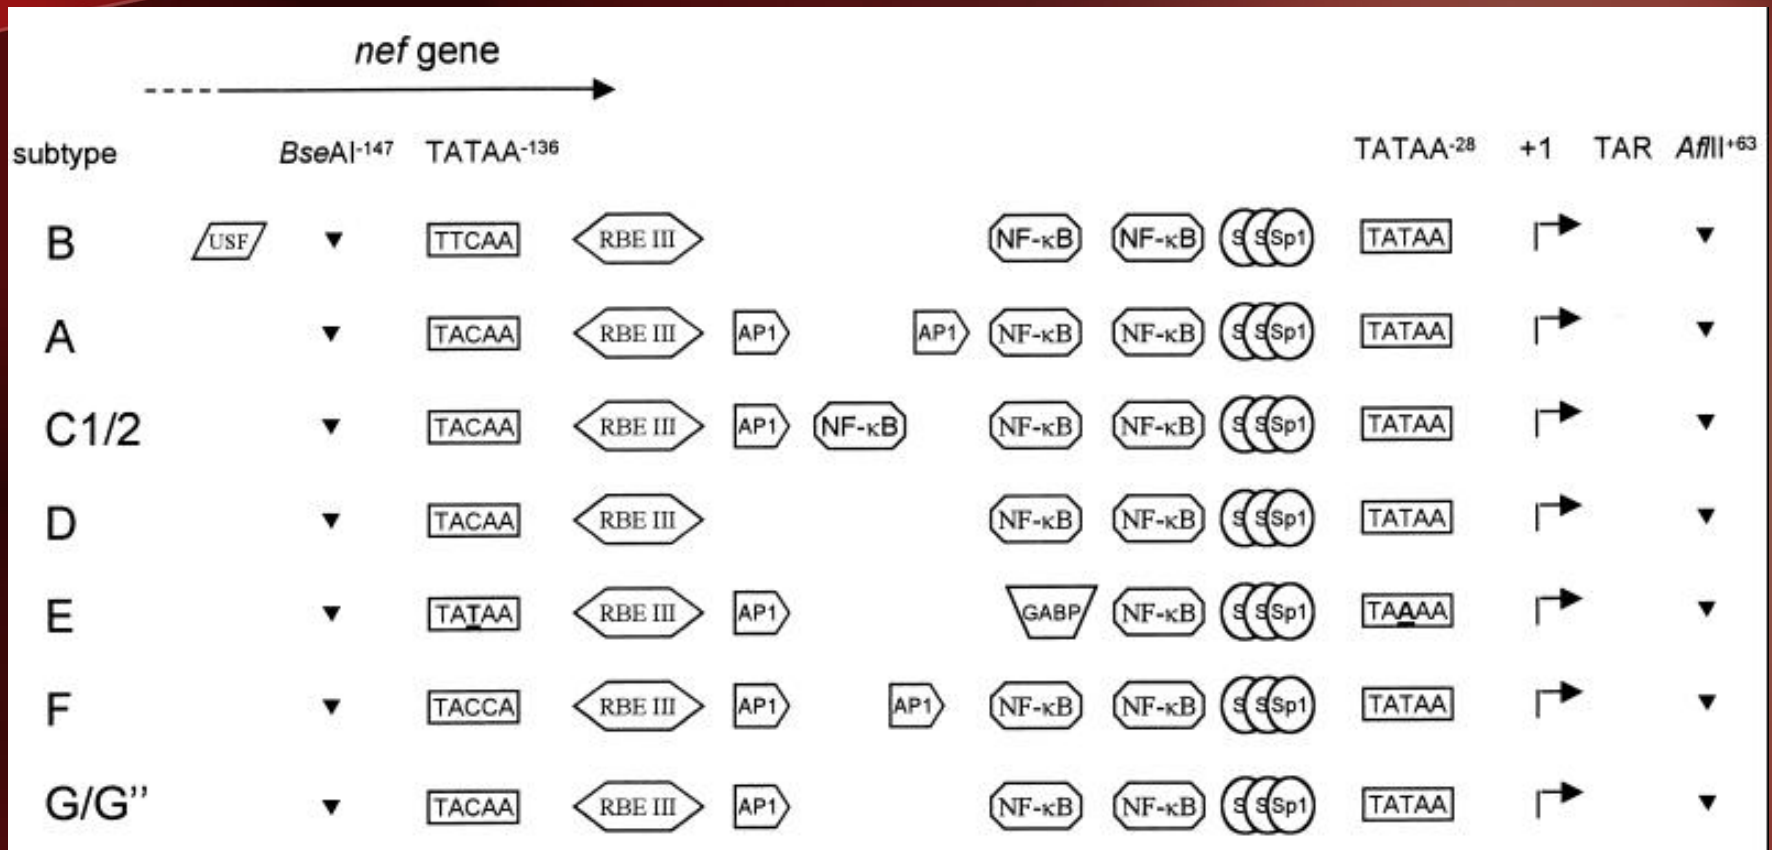 nef gene
subtype BseAI-147 TATAA-136 TATAA-28 +1 TAR AflII+63
B USF TTCAA RBE III NF-κB NF-κB S S Sp1 TATAA
A TACAA RBE III AP1 AP1 NF-κB NF-κB S S Sp1 TATAA
C1/2 TACAA RBE III AP1 NF-κB NF-κB NF-κB S S Sp1 TATAA
D TACAA RBE III NF-κB NF-κB S S Sp1 TATAA
E TATAA RBE III AP1 GABP NF-κB S S Sp1 TAAAA
F TACCA RBE III AP1 AP1 NF-κB NF-κB S S Sp1 TATAA
G/G’’ TACAA RBE III AP1 NF-κB NF-κB S S Sp1 TATAA